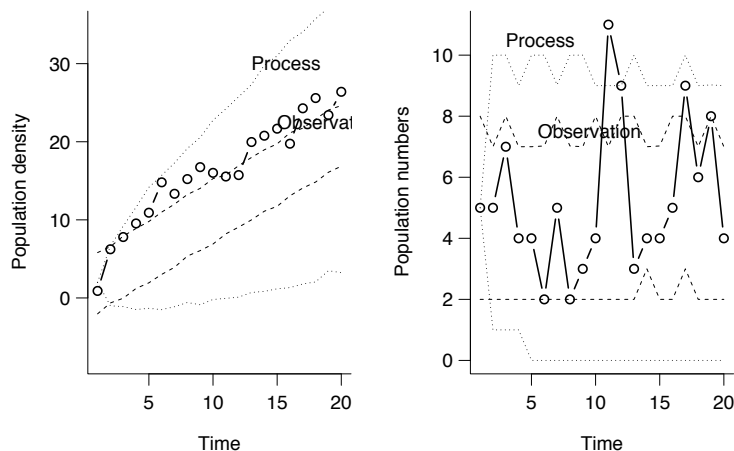 Population density
30
20
10
0
Process
Observat
5
10
15
20
Time
Population numbers
10
8
6
4
2
0
Process
Observation
5
10
15
20
Time